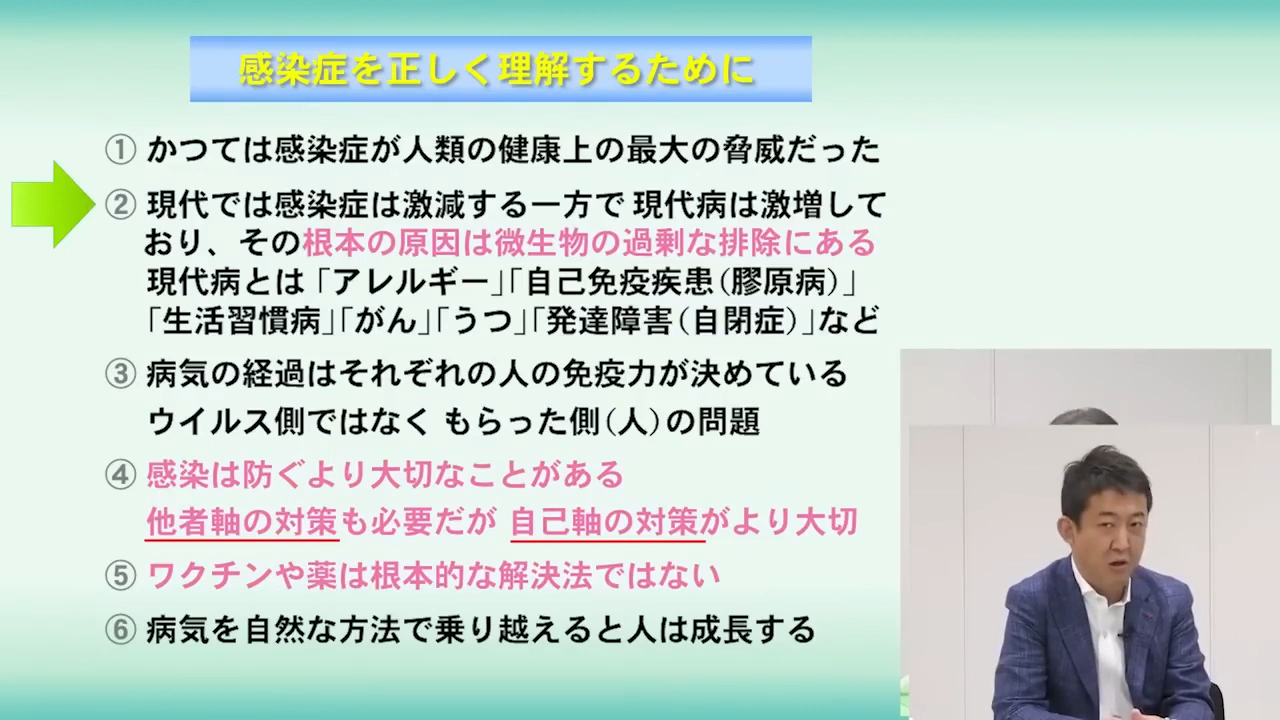 感染症を正しく理解するために
① かつては感染症が人類の健康上の最大の脅威だった
② 現代では感染症は激減する一方で 現代病は激増して
おり、その根本の原因は微生物の過剰な排除にある
現代病とは「アレルギー」「自己免疫疾患(膠原病)」
「生活習慣病」「がん」「うつ」「発達障害(自閉症)」など
③ 病気の経過はそれぞれの人の免疫力が決めている
ウイルス側ではなく もらった側(人)の問題
④ 感染は防ぐより大切なことがある
他者軸の対策も必要だが 自己軸の対策がより大切
⑤ ワクチンや薬は根本的な解決法ではない
⑥ 病気を自然な方法で乗り越えると人は成長する